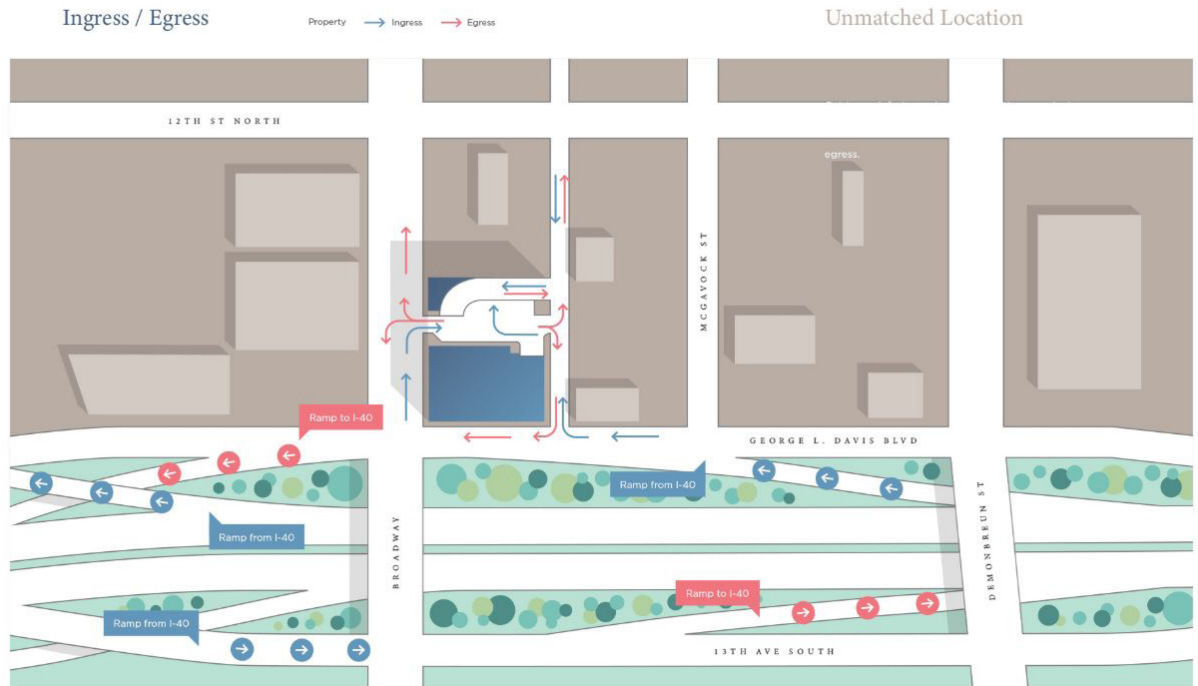 Ingress / Egress
Property Ingress Egress
Unmatched Location
12TH ST NORTH
egress.
MCGAVOCK ST
Ramp to I-40
GEORGE L. DAVIS BLVD
Ramp from I-40
Ramp from I-40
BROADWAY
DEMONBREUN ST
Ramp to I-40
Ramp from I-40
13TH AVE SOUTH